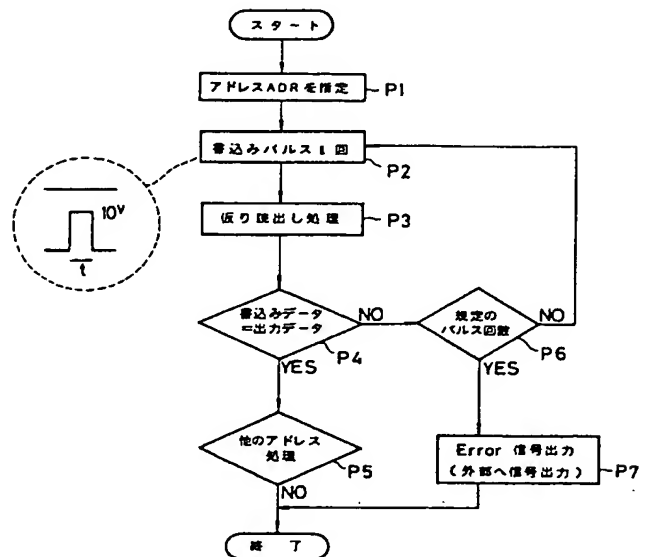 スタート
アドレスADRを指定
P1
書込みパルス1回
P2
10V
t
仮り読出し処理
P3
書込みデータ
=出力データ
NO
P4
YES
規定の
パルス回数
NO
P6
YES
他のアドレス
処理
P5
NO
Error 信号出力
(外部へ信号出力)
P7
終了